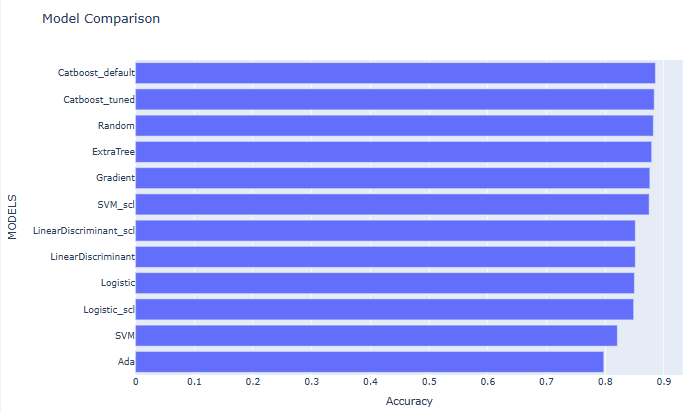 Model Comparison
MODELS
Catboost_default
Catboost_tuned
Random
ExtraTree
Gradient
SVM_scl
LinearDiscriminant_scl
LinearDiscriminant
Logistic
Logistic_scl
SVM
Ada
0 0.1 0.2 0.3 0.4 0.5 0.6 0.7 0.8 0.9
Accuracy